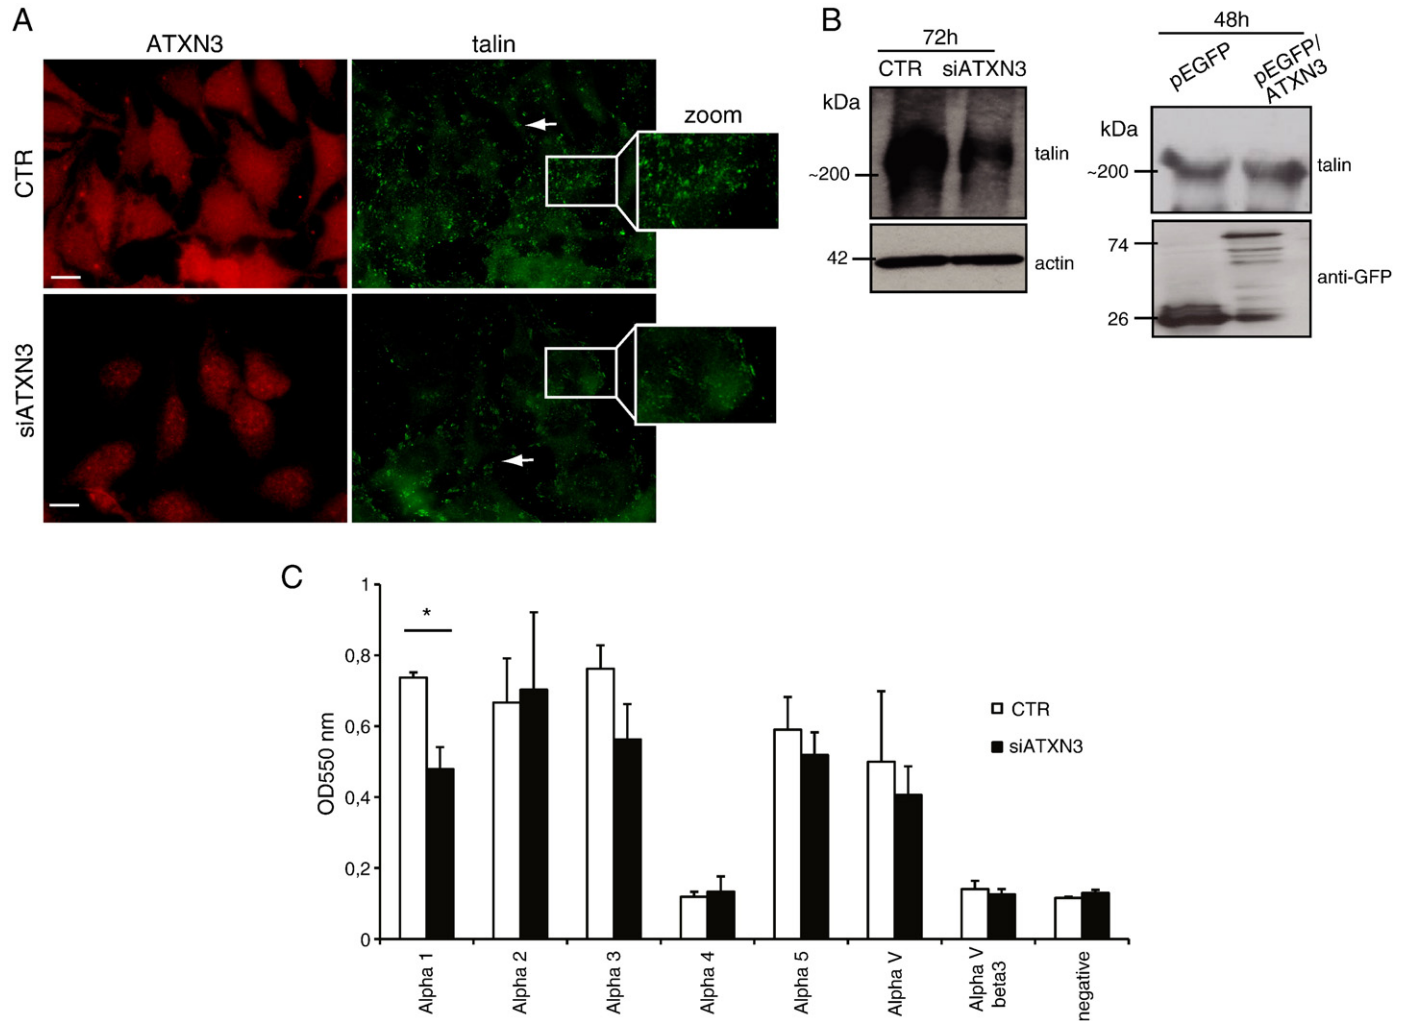 A
ATXN3
talin
CTR
siATXN3
zoom
B
72h
CTR siATXN3
kDa
~200
talin
42
actin
48h
pEGFP
pEGFP/
ATXN3
kDa
~200
talin
74
26
anti-GFP
C
OD550 nm
1
0,8
0,6
0,4
0,2
0
*
CTR
siATXN3
Alpha 1
Alpha 2
Alpha 3
Alpha 4
Alpha 5
Alpha V
Alpha V
beta3
negative